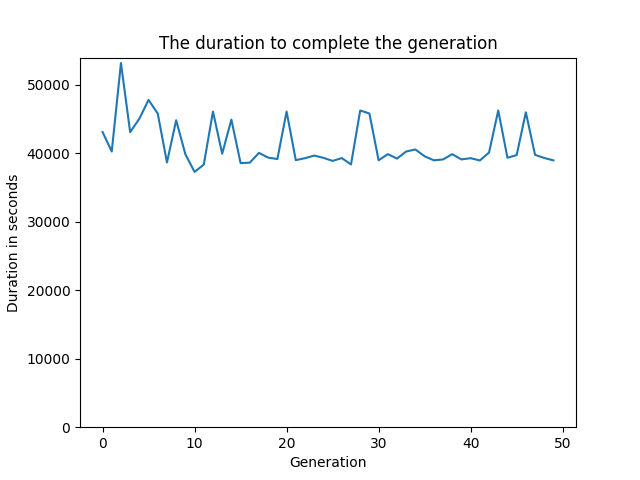 The duration to complete the generation
50000
40000
30000
20000
10000
0
Duration in seconds
0 10 20 30 40 50
Generation